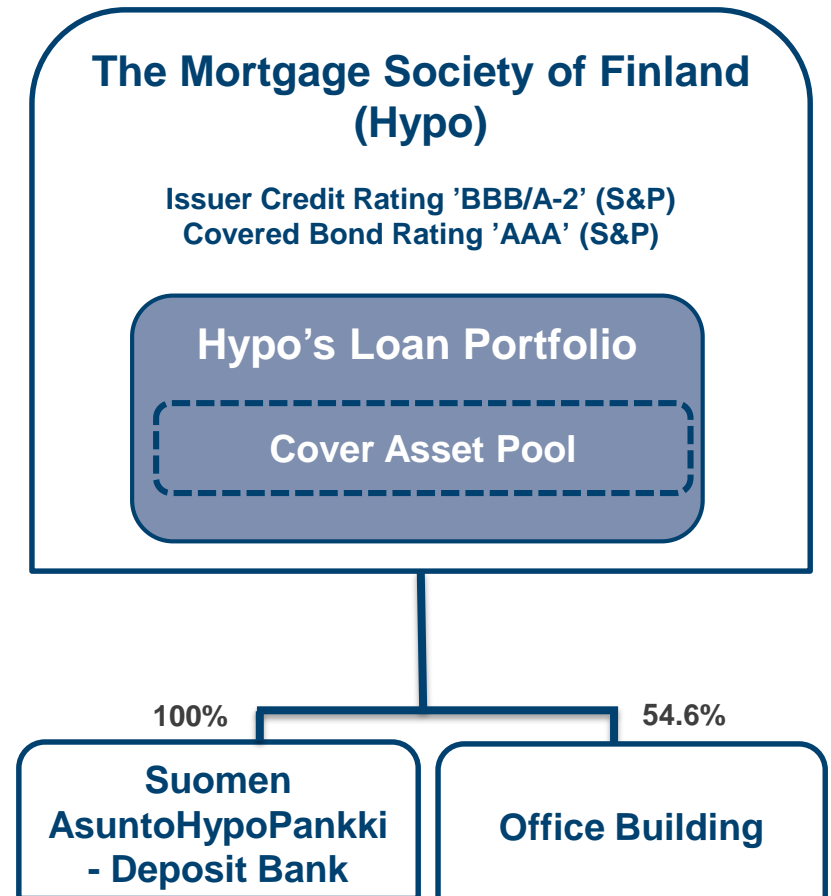 The Mortgage Society of Finland
(Hypo)
Issuer Credit Rating ’BBB/A-2’ (S&P)
Covered Bond Rating ’AAA’ (S&P)
Hypo’s Loan Portfolio
Cover Asset Pool
100%
54.6%
Suomen
AsuntoHypoPankki
- Deposit Bank
Office Building